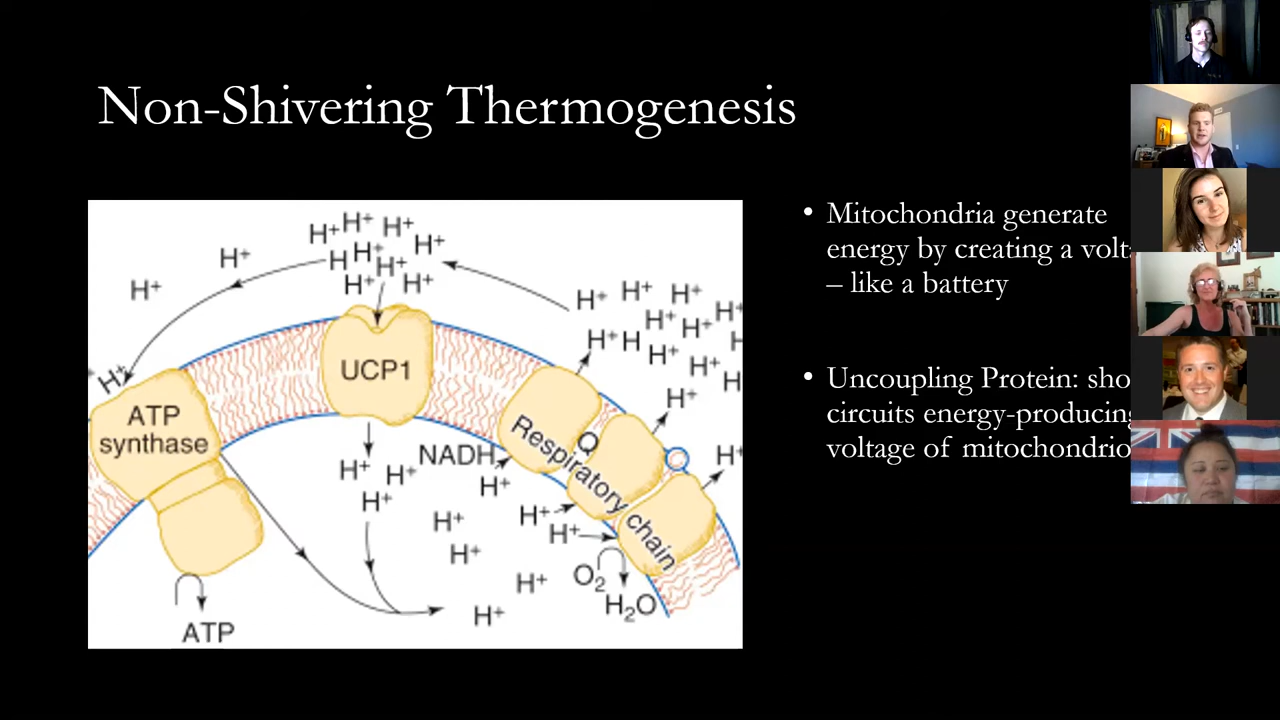 Non-Shivering Thermogenesis
• Mitochondria generate
energy by creating a volt
– like a battery
• Uncoupling Protein: sho
circuits energy-producing
voltage of mitochondrio
H+ H+ H+
H+ H+
H+ H H+ H+
H+ H+ H+
H+ H+ H+ H+
H+ H+ H+
H+ H H+ H+
H+
UCP1
H+
ATP
synthase
Respiratory chain
Q
NADH
H+ H+ H+
H+ H+
H+ H+ H+
H+ H+
H+
O2
H2O
H+
ATP